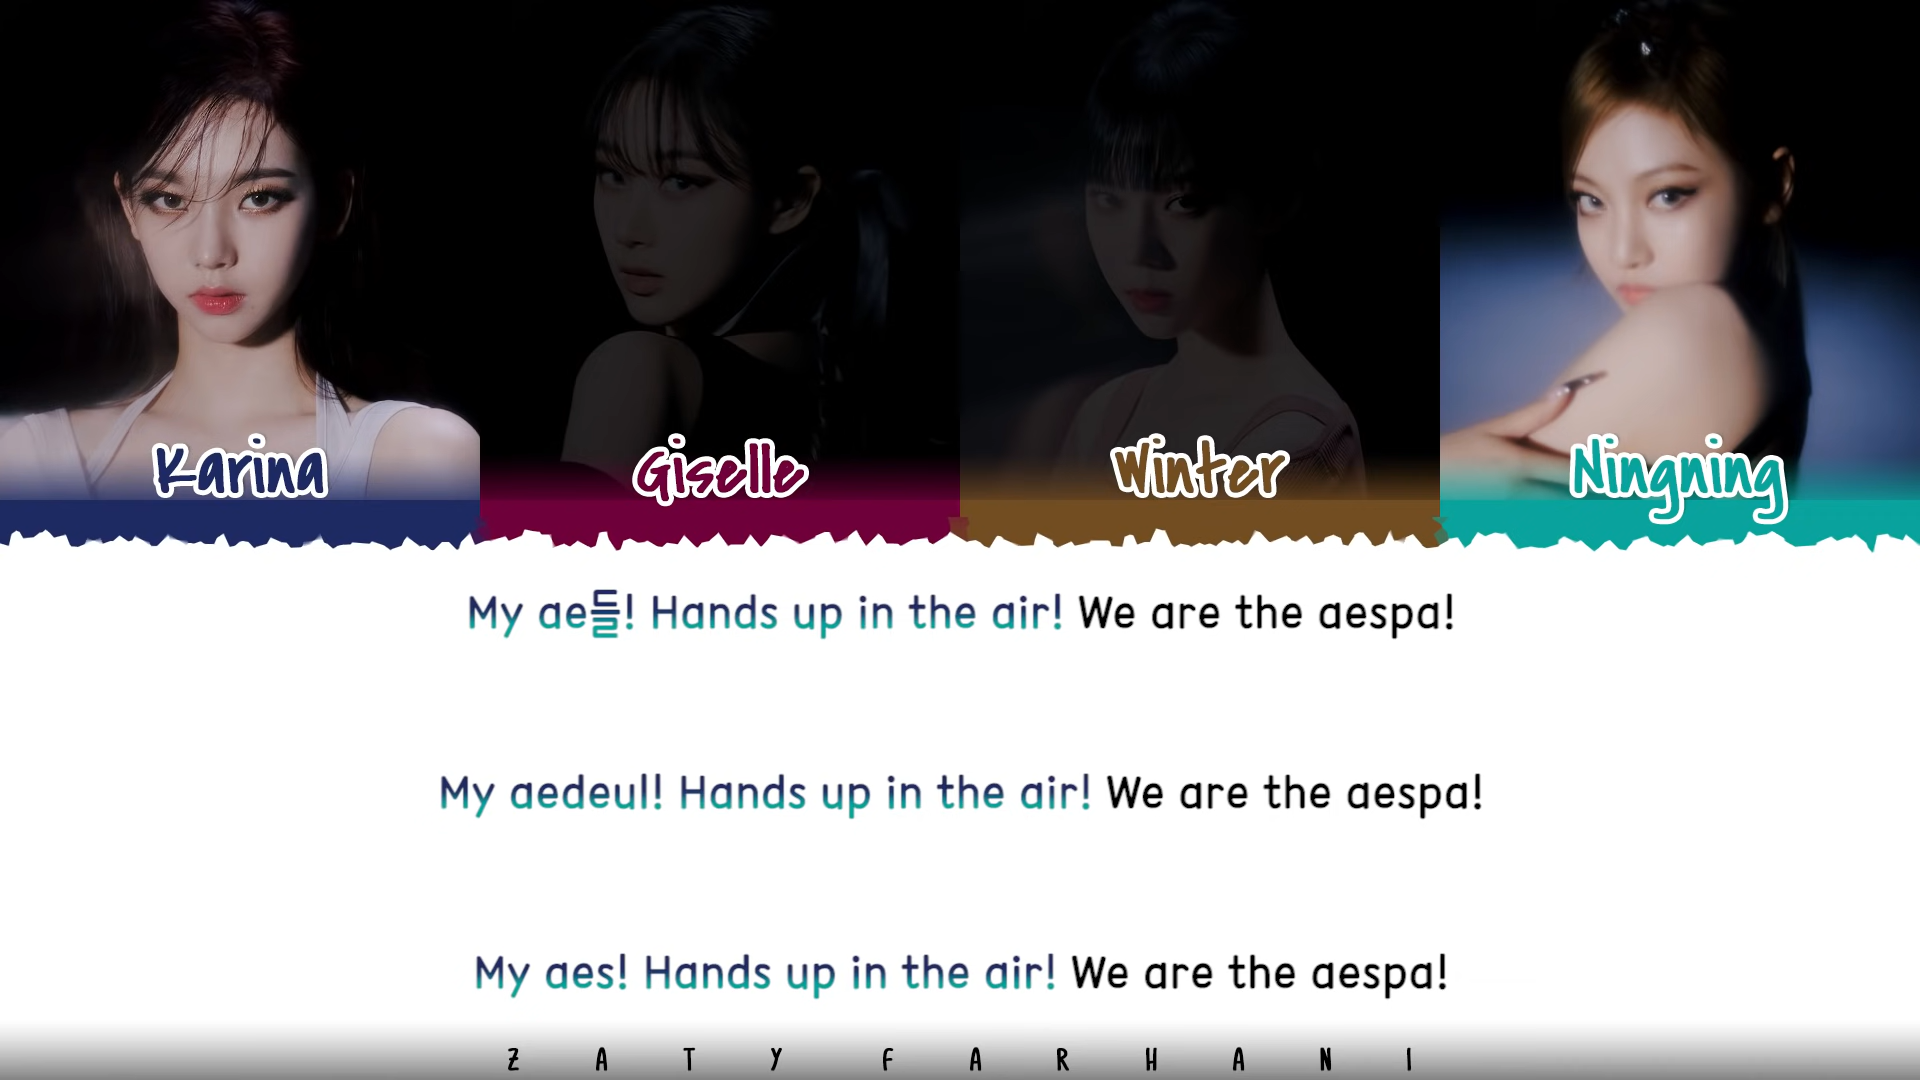 Karina Giselle Winter Ningning
My ae들! Hands up in the air! We are the aespa!
My aedeul! Hands up in the air! We are the aespa!
My aes! Hands up in the air! We are the aespa!
ZATY FARHANI